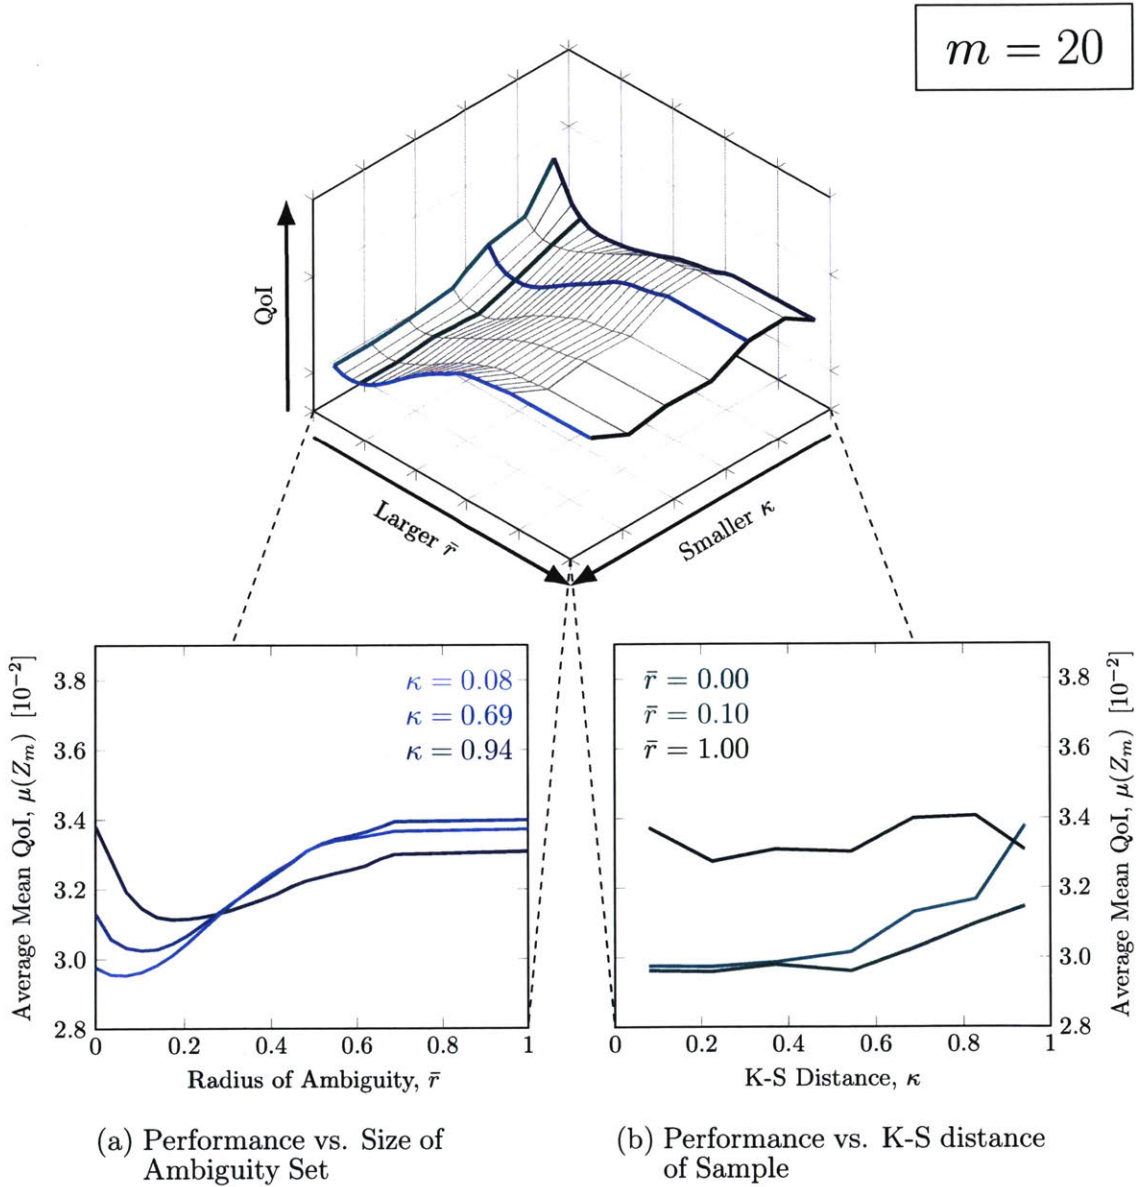 m = 20
QoI
Larger r̄
Smaller κ
Average Mean QoI, μ(Z_m) [10⁻²]
3.8
3.6
3.4
3.2
3.0
2.8
κ = 0.08
κ = 0.69
κ = 0.94
0 0.2 0.4 0.6 0.8 1
Radius of Ambiguity, r̄
r̄ = 0.00
r̄ = 0.10
r̄ = 1.00
3.8
3.6
3.4
3.2
3.0
2.8
Average Mean QoI, μ(Z_m) [10⁻²]
0 0.2 0.4 0.6 0.8 1
K-S Distance, κ
(a) Performance vs. Size of
Ambiguity Set
(b) Performance vs. K-S distance
of Sample